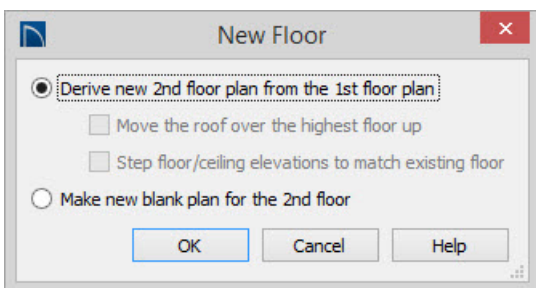 New Floor
Derive new 2nd floor plan from the 1st floor plan
Move the roof over the highest floor up
Step floor/ceiling elevations to match existing floor
Make new blank plan for the 2nd floor
OK Cancel Help